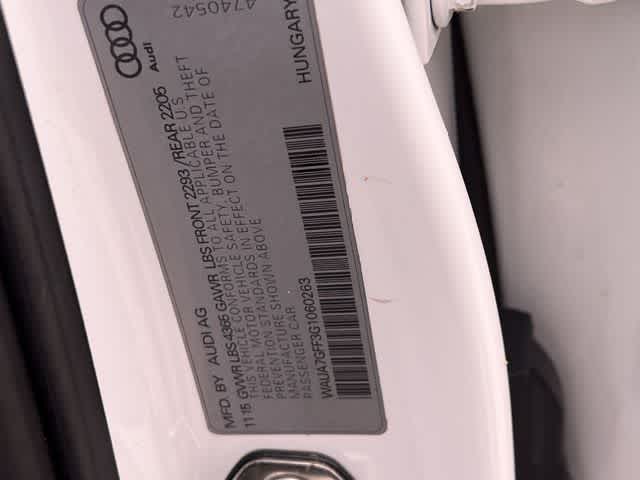 MFD. BY AUDI AG
11 15 GVWR LBS 4366 GAWR LBS FRONT 2293 /REAR 2205
THIS VEHICLE CONFORMS TO ALL APPLICABLE U.S.
FEDERAL MOTOR VEHICLE SAFETY, BUMPER AND THEFT
PREVENTION STANDARDS IN EFFECT ON THE DATE OF
MANUFACTURE SHOWN ABOVE
PASSENGER CAR
WAUA7GFF3G1060263
Audi
4740542
HUNGARY